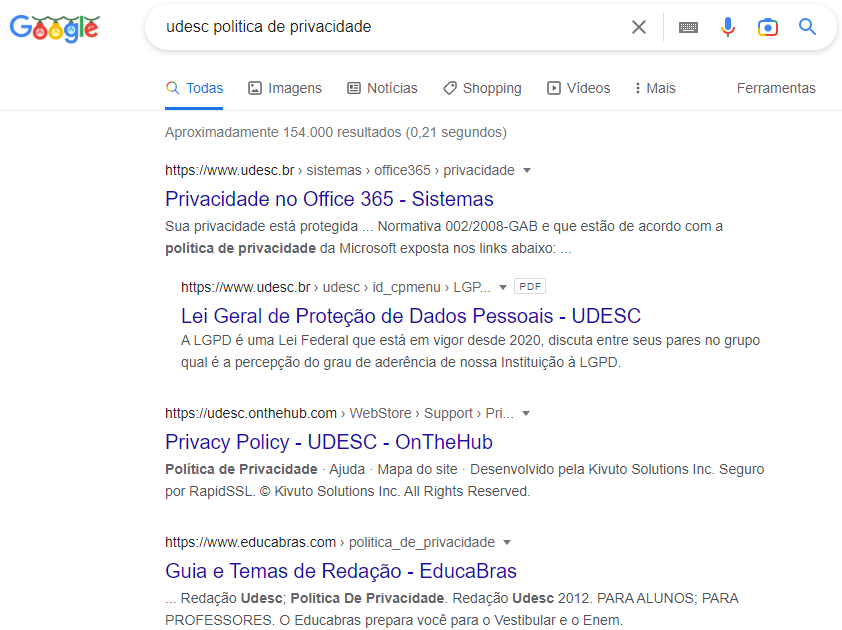 Google
udesc politica de privacidade
Todas Imagens Notícias Shopping Vídeos Mais Ferramentas
Aproximadamente 154.000 resultados (0,21 segundos)
https://www.udesc.br › sistemas › office365 › privacidade
Privacidade no Office 365 - Sistemas
Sua privacidade está protegida ... Normativa 002/2008-GAB e que estão de acordo com a
política de privacidade da Microsoft exposta nos links abaixo: ...
https://www.udesc.br › udesc › id_cpmenu › LGP... PDF
Lei Geral de Proteção de Dados Pessoais - UDESC
A LGPD é uma Lei Federal que está em vigor desde 2020, discuta entre seus pares no grupo
qual é a percepção do grau de aderência de nossa Instituição à LGPD.
https://udesc.onthehub.com › WebStore › Support › Pri...
Privacy Policy - UDESC - OnTheHub
Política de Privacidade · Ajuda · Mapa do site · Desenvolvido pela Kivuto Solutions Inc. Seguro
por RapidSSL. © Kivuto Solutions Inc. All Rights Reserved.
https://www.educabras.com › politica_de_privacidade
Guia e Temas de Redação - EducaBras
... Redação Udesc; Politica De Privacidade. Redação Udesc 2012. PARA ALUNOS; PARA
PROFESSORES. O Educabras prepara você para o Vestibular e o Enem.